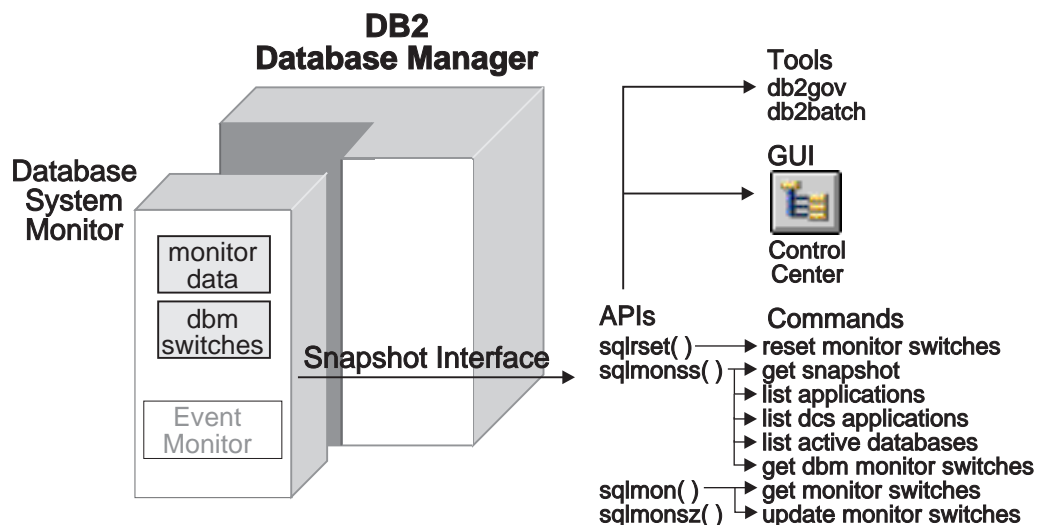 DB2
Database Manager
Database
System
Monitor
monitor
data
dbm
switches
Event
Monitor
Snapshot Interface
Tools
db2gov
db2batch
GUI
Control
Center
APIs
Commands
sqlrset( )
reset monitor switches
sqlmonss( )
get snapshot
list applications
list dcs applications
list active databases
get dbm monitor switches
sqlmon( )
get monitor switches
sqlmonsz( )
update monitor switches